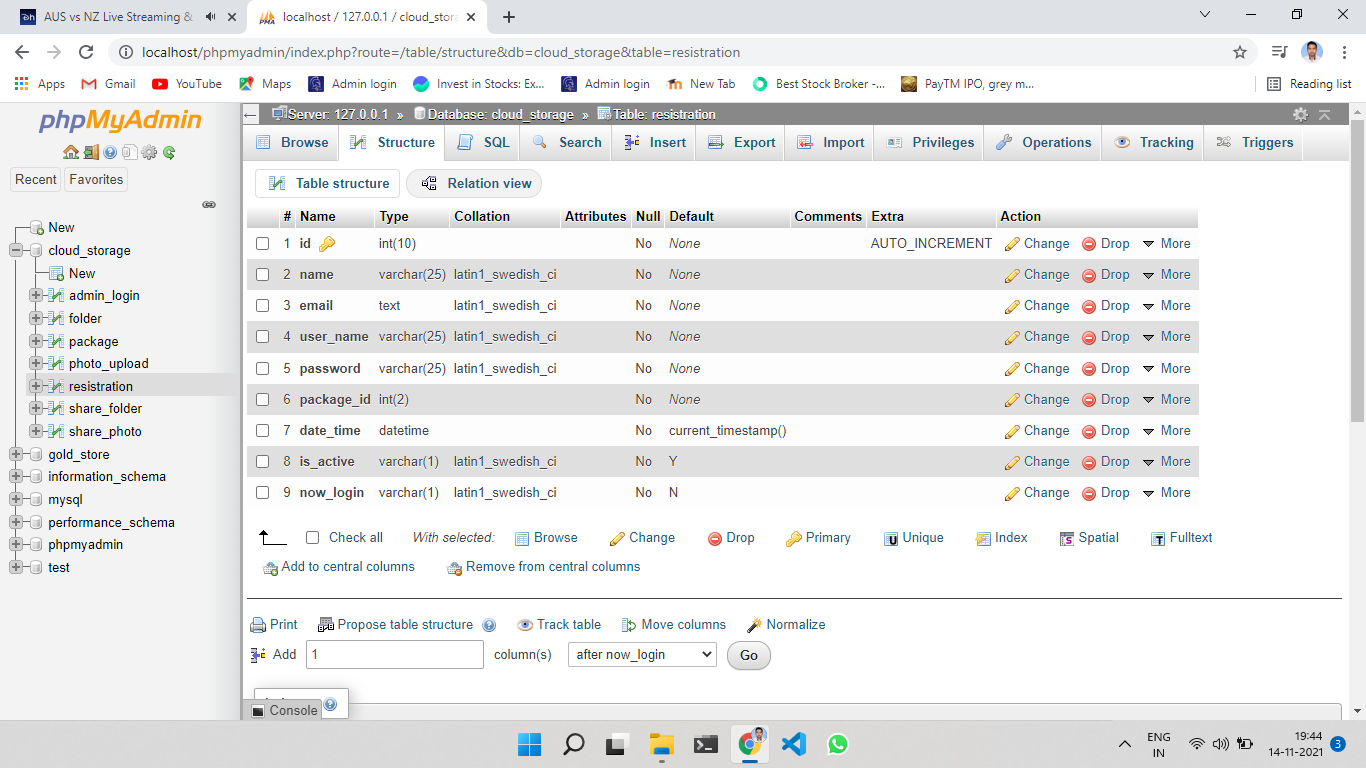 AUS vs NZ Live Streaming &
localhost / 127.0.0.1 / cloud_stora
localhost/phpmyadmin/index.php?route=/table/structure&db=cloud_storage&table=resistration
Apps Gmail YouTube Maps Admin login Invest in Stocks: Ex... Admin login New Tab Best Stock Broker -... PayTM IPO, grey m... Reading list
phpMyAdmin
Recent Favorites
New
cloud_storage
New
admin_login
folder
package
photo_upload
resistration
share_folder
share_photo
gold_store
information_schema
mysql
performance_schema
phpmyadmin
test
Server: 127.0.0.1 » Database: cloud_storage » Table: resistration
Browse Structure SQL Search Insert Export Import Privileges Operations Tracking Triggers
Table structure Relation view
# Name Type Collation Attributes Null Default Comments Extra Action
1 id int(10) No None AUTO_INCREMENT Change Drop More
2 name varchar(25) latin1_swedish_ci No None Change Drop More
3 email text latin1_swedish_ci No None Change Drop More
4 user_name varchar(25) latin1_swedish_ci No None Change Drop More
5 password varchar(25) latin1_swedish_ci No None Change Drop More
6 package_id int(2) No None Change Drop More
7 date_time datetime No current_timestamp() Change Drop More
8 is_active varchar(1) latin1_swedish_ci No Y Change Drop More
9 now_login varchar(1) latin1_swedish_ci No N Change Drop More
Check all With selected: Browse Change Drop Primary Unique Index Spatial Fulltext
Add to central columns Remove from central columns
Print Propose table structure Track table Move columns Normalize
Add 1 column(s) after now_login Go
Console
ENG
IN
19:44
14-11-2021
3